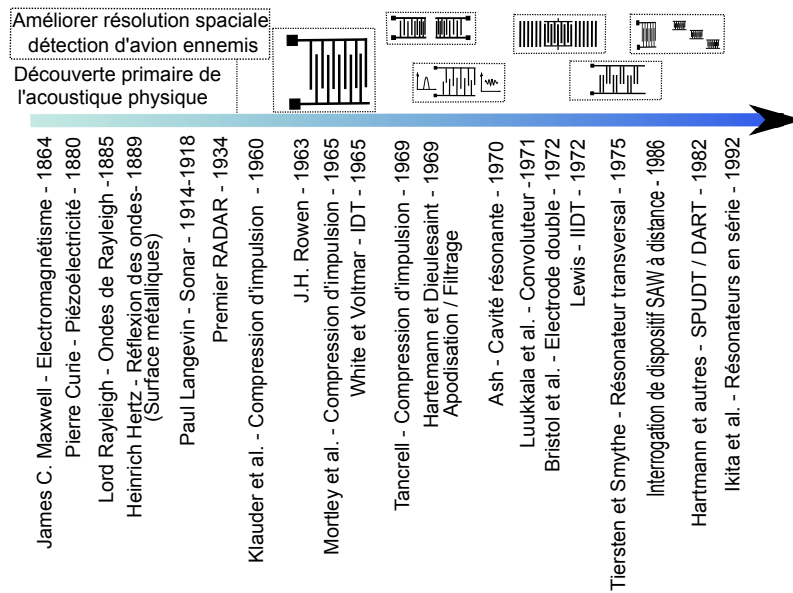 Améliorer résolution spaciale
détection d'avion ennemis
Découverte primaire de
l'acoustique physique
James C. Maxwell - Electromagnétisme - 1864
Pierre Curie - Piézoélectricité - 1880
Lord Rayleigh - Ondes de Rayleigh -1885
Heinrich Hertz - Réflexion des ondes- 1889
(Surface métalliques)
Paul Langevin - Sonar - 1914-1918
Premier RADAR - 1934
Klauder et al. - Compression d'impulsion  - 1960
J.H. Rowen - 1963
Mortley et al. - Compression d'impulsion - 1965
White et Voltmar - IDT - 1965
Tancrell - Compression d'impulsion - 1969
Hartemann et Dieulesaint - 1969
Apodisation / Filtrage
Ash - Cavité résonante - 1970
Luukkala et al. - Convoluteur -1971
Bristol et al. - Electrode double - 1972
Lewis - IIDT - 1972
Tiersten et Smythe - Résonateur transversal - 1975
Interrogation de dispositif SAW à distance - 1986
Hartmann et autres - SPUDT / DART - 1982
Ikita et al. - Résonateurs en série - 1992